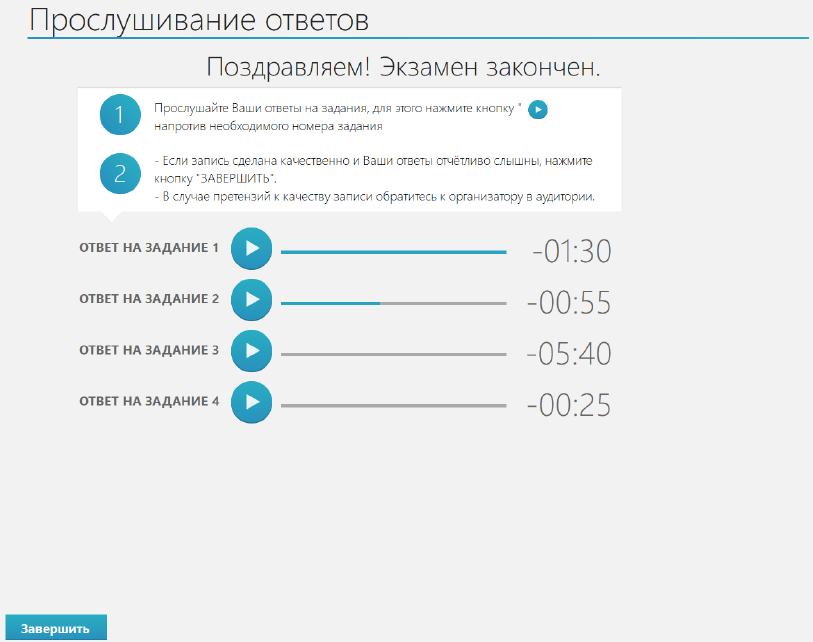 Прослушивание ответов
Поздравляем! Экзамен закончен.
1
Прослушайте Ваши ответы на задания, для этого нажмите кнопку "
напротив необходимого номера задания
2
- Если запись сделана качественно и Ваши ответы отчётливо слышны, нажмите
кнопку "ЗАВЕРШИТЬ".
- В случае претензий к качеству записи обратитесь к организатору в аудитории.
ОТВЕТ НА ЗАДАНИЕ 1 -01:30
ОТВЕТ НА ЗАДАНИЕ 2 -00:55
ОТВЕТ НА ЗАДАНИЕ 3 -05:40
ОТВЕТ НА ЗАДАНИЕ 4 -00:25
Завершить